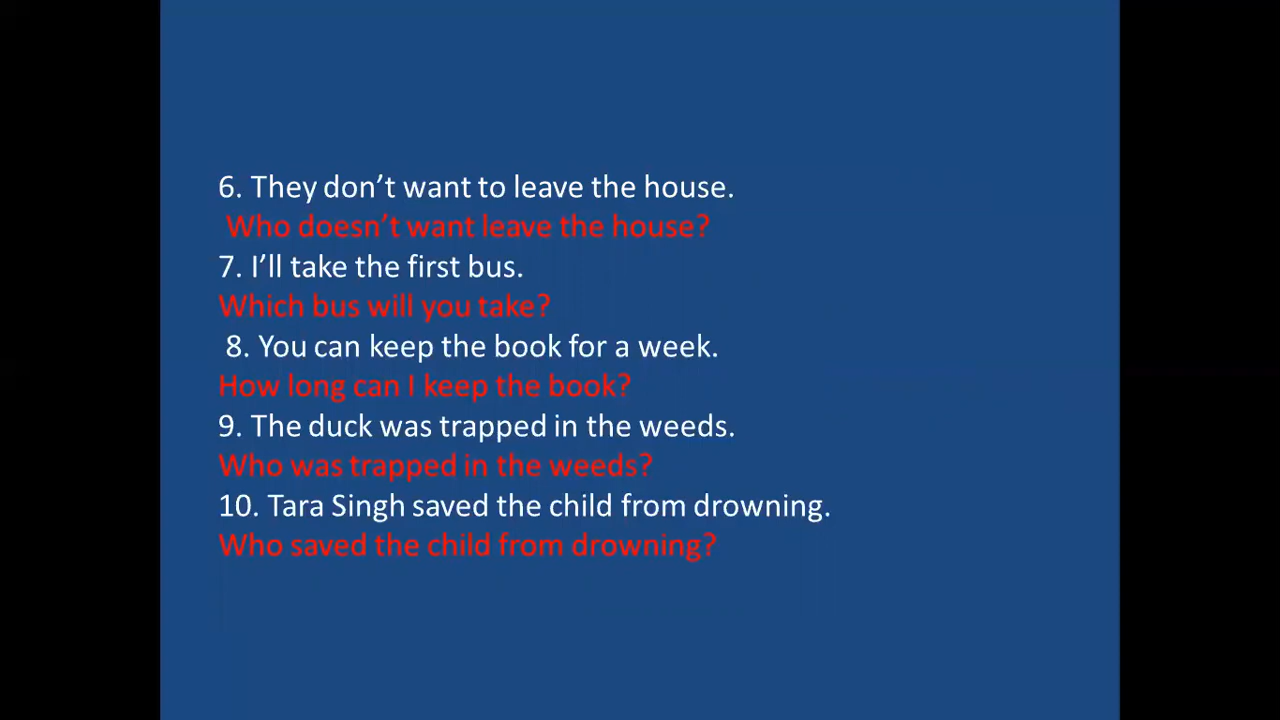 6. They don’t want to leave the house.
Who doesn’t want leave the house?
7. I’ll take the first bus.
Which bus will you take?
8. You can keep the book for a week.
How long can I keep the book?
9. The duck was trapped in the weeds.
Who was trapped in the weeds?
10. Tara Singh saved the child from drowning.
Who saved the child from drowning?